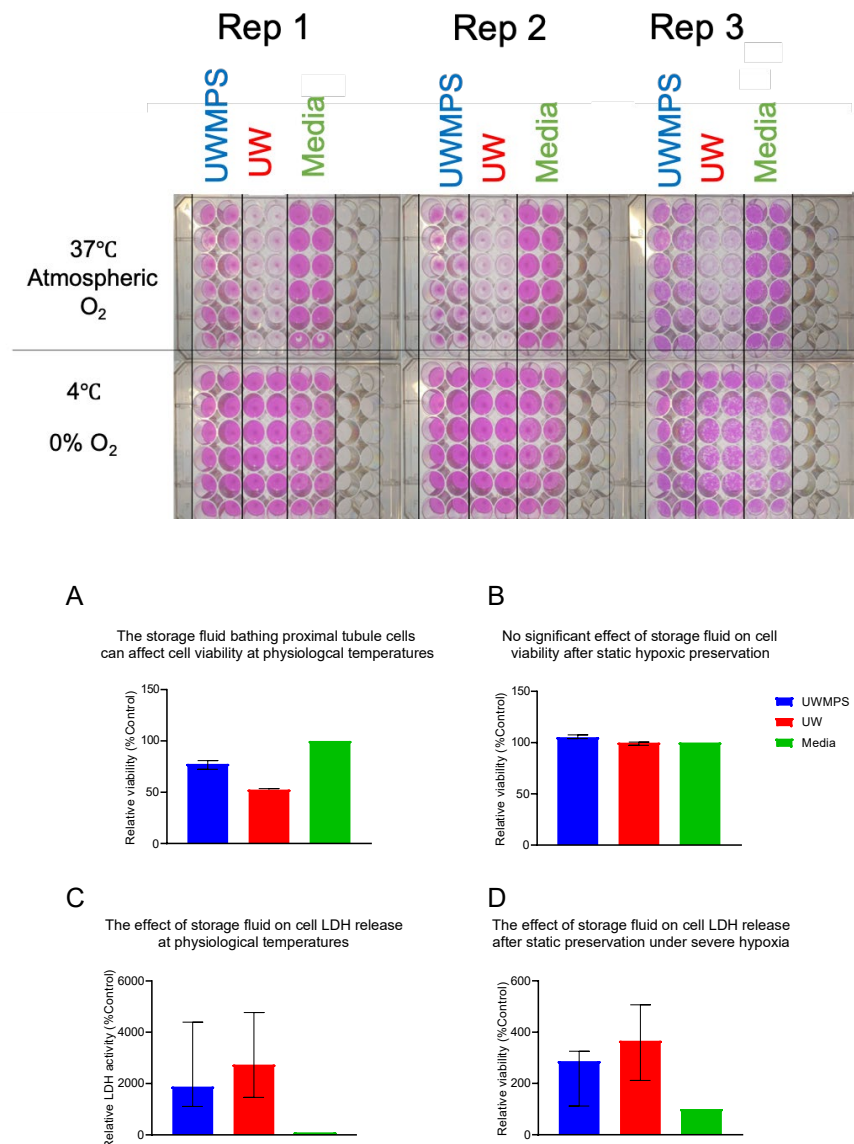 Rep 1
Rep 2
Rep 3
UWMPS
UW
Media
UWMPS
UW
Media
UWMPS
UW
Media
37°C
Atmospheric
O₂
4°C
0% O₂
A
The storage fluid bathing proximal tubule cells
can affect cell viability at physiologcal temperatures
Relative viability (%Control)
150
100
50
0
B
No significant effect of storage fluid on cell
viability after static hypoxic preservation
Relative viability (%Control)
150
100
50
0
UWMPS
UW
Media
C
The effect of storage fluid on cell LDH release
at physiological temperatures
Relative LDH activity (%Control)
6000
4000
2000
0
D
The effect of storage fluid on cell LDH release
after static preservation under severe hypoxia
Relative viability (%Control)
600
400
200
0